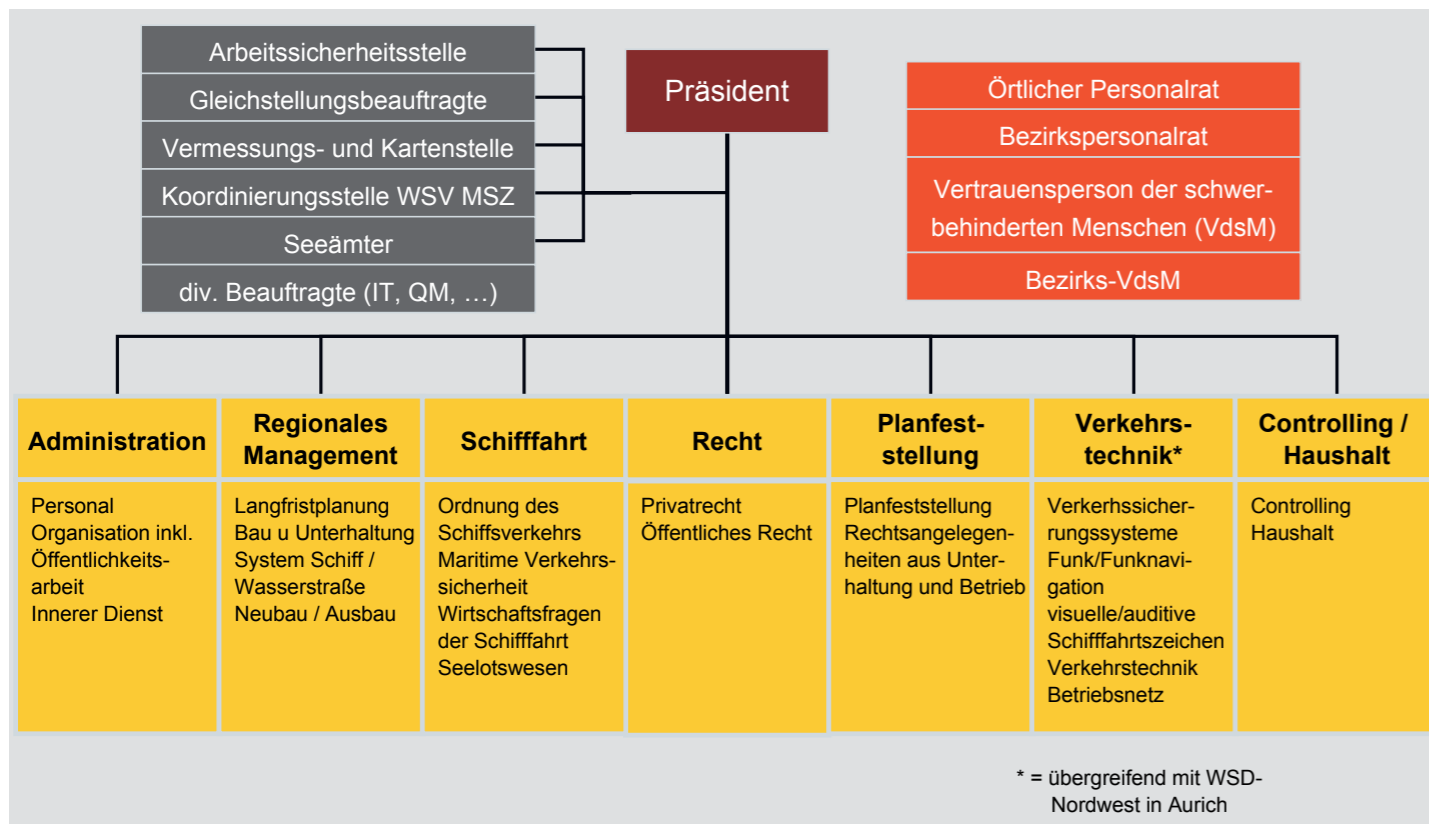 Arbeitssicherheitsstelle
Gleichstellungsbeauftragte
Vermessungs- und Kartenstelle
Koordinierungsstelle WSV MSZ
Seeämter
div. Beauftragte (IT, QM, …)
Präsident
Örtlicher Personalrat
Bezirkspersonalrat
Vertrauensperson der schwer-
behinderten Menschen (VdsM)
Bezirks-VdsM
Administration
Personal
Organisation inkl.
Öffentlichkeits-
arbeit
Innerer Dienst
Regionales
Management
Langfristplanung
Bau u Unterhaltung
System Schiff /
Wasserstraße
Neubau / Ausbau
Schifffahrt
Ordnung des
Schiffsverkehrs
Maritime Verkehrs-
sicherheit
Wirtschaftsfragen
der Schifffahrt
Seelotswesen
Recht
Privatrecht
Öffentliches Recht
Planfest-
stellung
Planfeststellung
Rechtsangelegen-
heiten aus Unter-
haltung und Betrieb
Verkehrs-
technik*
Verkerhssicher-
rungssysteme
Funk/Funknavi-
gation
visuelle/auditive
Schifffahrtszeichen
Verkehrstechnik
Betriebsnetz
Controlling /
Haushalt
Controlling
Haushalt
* = übergreifend mit WSD-
Nordwest in Aurich